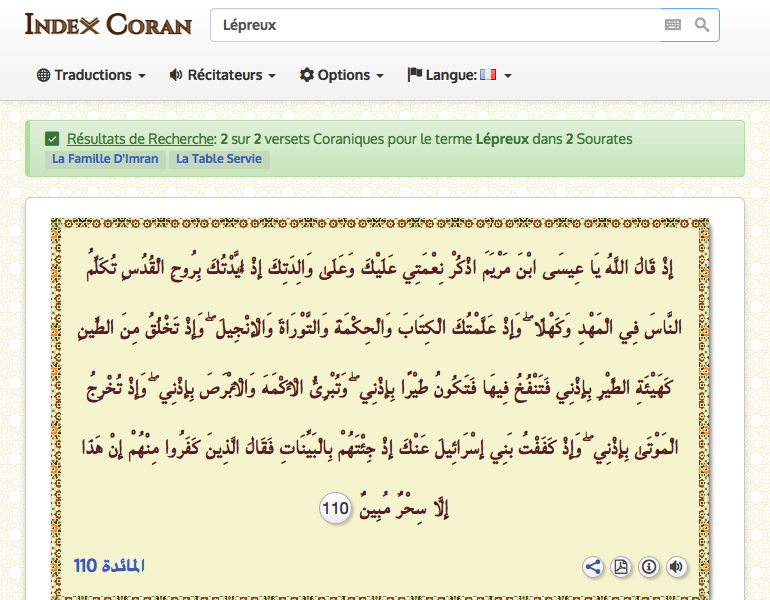 INDEX CORAN
Lépreux
Traductions Récitateurs Options Langue:
Résultats de Recherche: 2 sur 2 versets Coraniques pour le terme Lépreux dans 2 Sourates
La Famille D'Imran La Table Servie
إِذْ قَالَ اللَّهُ يَا عِيسَى ابْنَ مَرْيَمَ اذْكُرْ نِعْمَتِي عَلَيْكَ وَعَلَىٰ وَالِدَتِكَ إِذْ أَيَّدْتُكَ بِرُوحِ الْقُدُسِ تُكَلِّمُ
النَّاسَ فِي الْمَهْدِ وَكَهْلًا ۖ وَإِذْ عَلَّمْتُكَ الْكِتَابَ وَالْحِكْمَةَ وَالتَّوْرَاةَ وَالْإِنْجِيلَ ۖ وَإِذْ تَخْلُقُ مِنَ الطِّينِ
كَهَيْئَةِ الطَّيْرِ بِإِذْنِي فَتَنْفُخُ فِيهَا فَتَكُونُ طَيْرًا بِإِذْنِي ۖ وَتُبْرِئُ الْأَكْمَهَ وَالْأَبْرَصَ بِإِذْنِي ۖ وَإِذْ تُخْرِجُ
الْمَوْتَىٰ بِإِذْنِي ۖ وَإِذْ كَفَفْتُ بَنِي إِسْرَائِيلَ عَنْكَ إِذْ جِئْتَهُمْ بِالْبَيِّنَاتِ فَقَالَ الَّذِينَ كَفَرُوا مِنْهُمْ إِنْ هَٰذَا
إِلَّا سِحْرٌ مُبِينٌ 110
المائدة 110